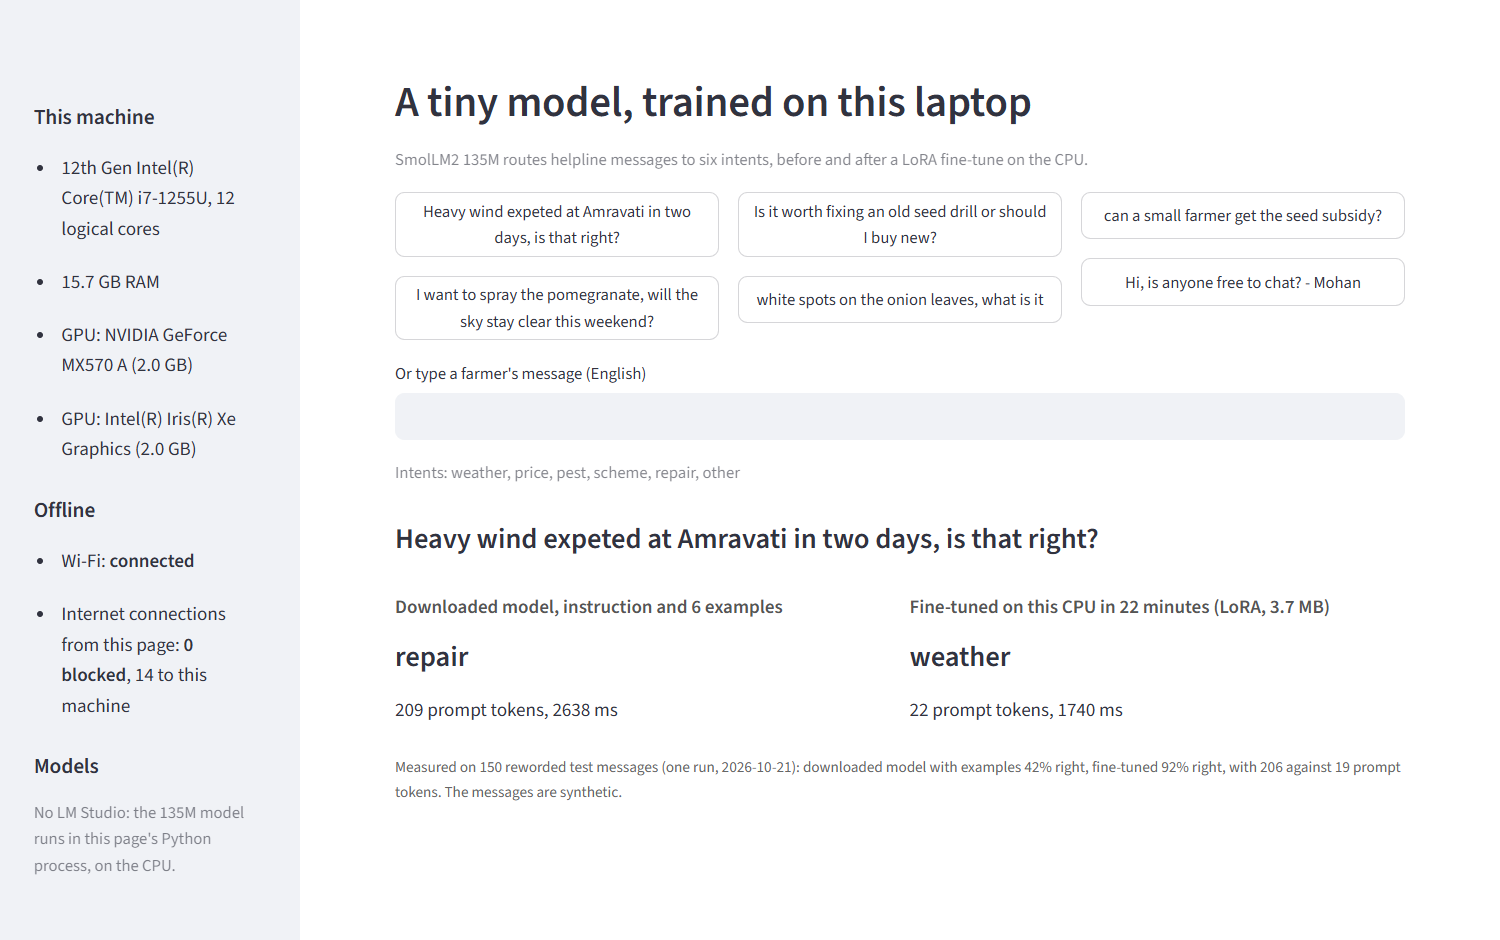 This machine
12th Gen Intel(R)
Core(TM) i7-1255U, 12
logical cores
15.7 GB RAM
GPU: NVIDIA GeForce
MX570 A (2.0 GB)
GPU: Intel(R) Iris(R) Xe
Graphics (2.0 GB)
Offline
Wi-Fi: connected
Internet connections
from this page: 0
blocked, 14 to this
machine
Models
No LM Studio: the 135M model
runs in this page's Python
process, on the CPU.
A tiny model, trained on this laptop
SmolLM2 135M routes helpline messages to six intents, before and after a LoRA fine-tune on the CPU.
Heavy wind expeted at Amravati in two
days, is that right?
Is it worth fixing an old seed drill or should
I buy new?
can a small farmer get the seed subsidy?
I want to spray the pomegranate, will the
sky stay clear this weekend?
white spots on the onion leaves, what is it
Hi, is anyone free to chat? - Mohan
Or type a farmer's message (English)
Intents: weather, price, pest, scheme, repair, other
Heavy wind expeted at Amravati in two days, is that right?
Downloaded model, instruction and 6 examples
repair
209 prompt tokens, 2638 ms
Fine-tuned on this CPU in 22 minutes (LoRA, 3.7 MB)
weather
22 prompt tokens, 1740 ms
Measured on 150 reworded test messages (one run, 2026-10-21): downloaded model with examples 42% right, fine-tuned 92% right, with 206 against 19 prompt
tokens. The messages are synthetic.